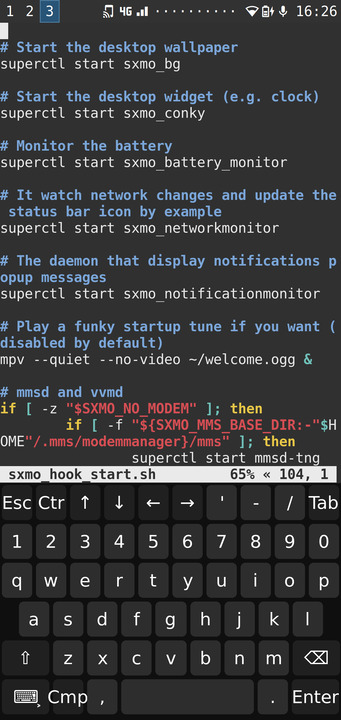 1 2 3 4G 16:26
# Start the desktop wallpaper
superctl start sxmo_bg
# Start the desktop widget (e.g. clock)
superctl start sxmo_conky
# Monitor the battery
superctl start sxmo_battery_monitor
# It watch network changes and update the
status bar icon by example
superctl start sxmo_networkmonitor
# The daemon that display notifications p
opup messages
superctl start sxmo_notificationmonitor
# Play a funky startup tune if you want (
disabled by default)
mpv --quiet --no-video ~/welcome.ogg &
# mmsd and vvmd
if [ -z "$SXMO_NO_MODEM" ]; then
if [ -f "${SXMO_MMS_BASE_DIR:-"$H
OME"/.mms/modemmanager}/mms" ]; then
superctl start mmsd-tng
sxmo_hook_start.sh 65% « 104, 1
Esc Ctr ↑ ↓ ← → ' - / Tab
1 2 3 4 5 6 7 8 9 0
q w e r t y u i o p
a s d f g h j k l
⇧ z x c v b n m ⌫
⌨ Cmp , . Enter